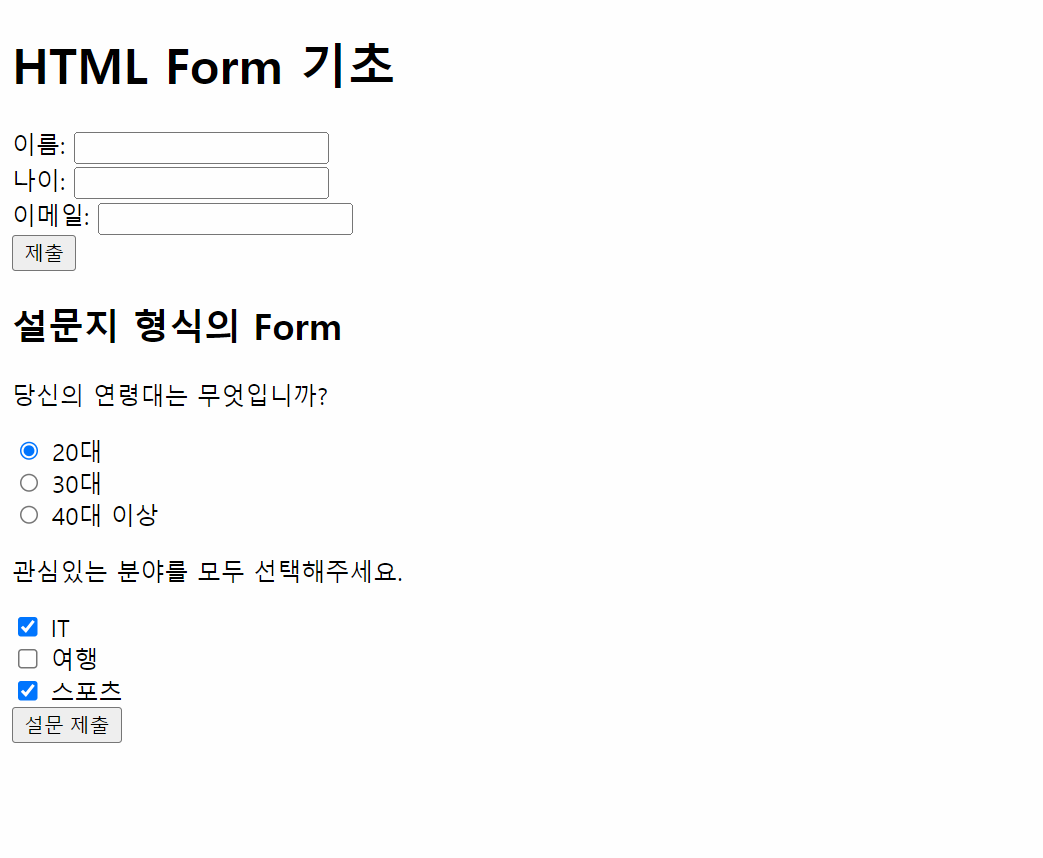 HTML Form 기초
이름:
나이:
이메일:
제출
설문지 형식의 Form
당신의 연령대는 무엇입니까?
20대
30대
40대 이상
관심있는 분야를 모두 선택해주세요.
IT
여행
스포츠
설문 제출